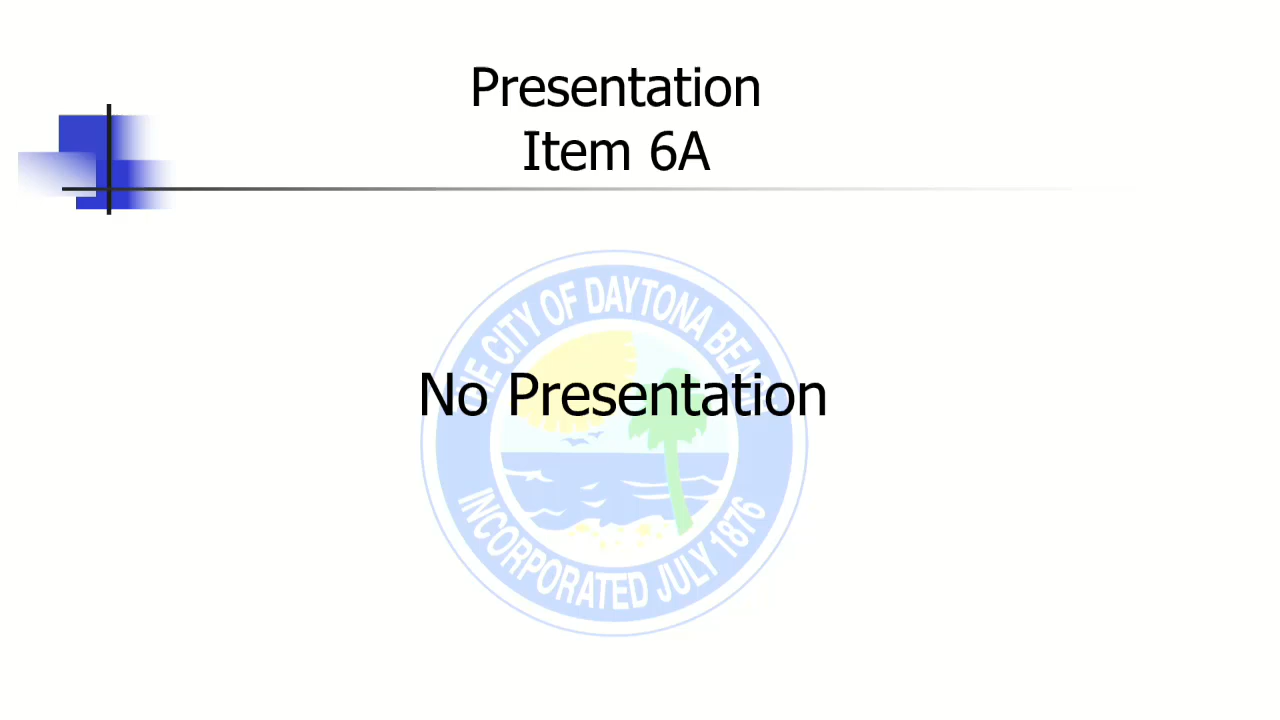 Presentation
Item 6A
THE CITY OF DAYTONA BEACH
No Presentation
INCORPORATED JULY 1876